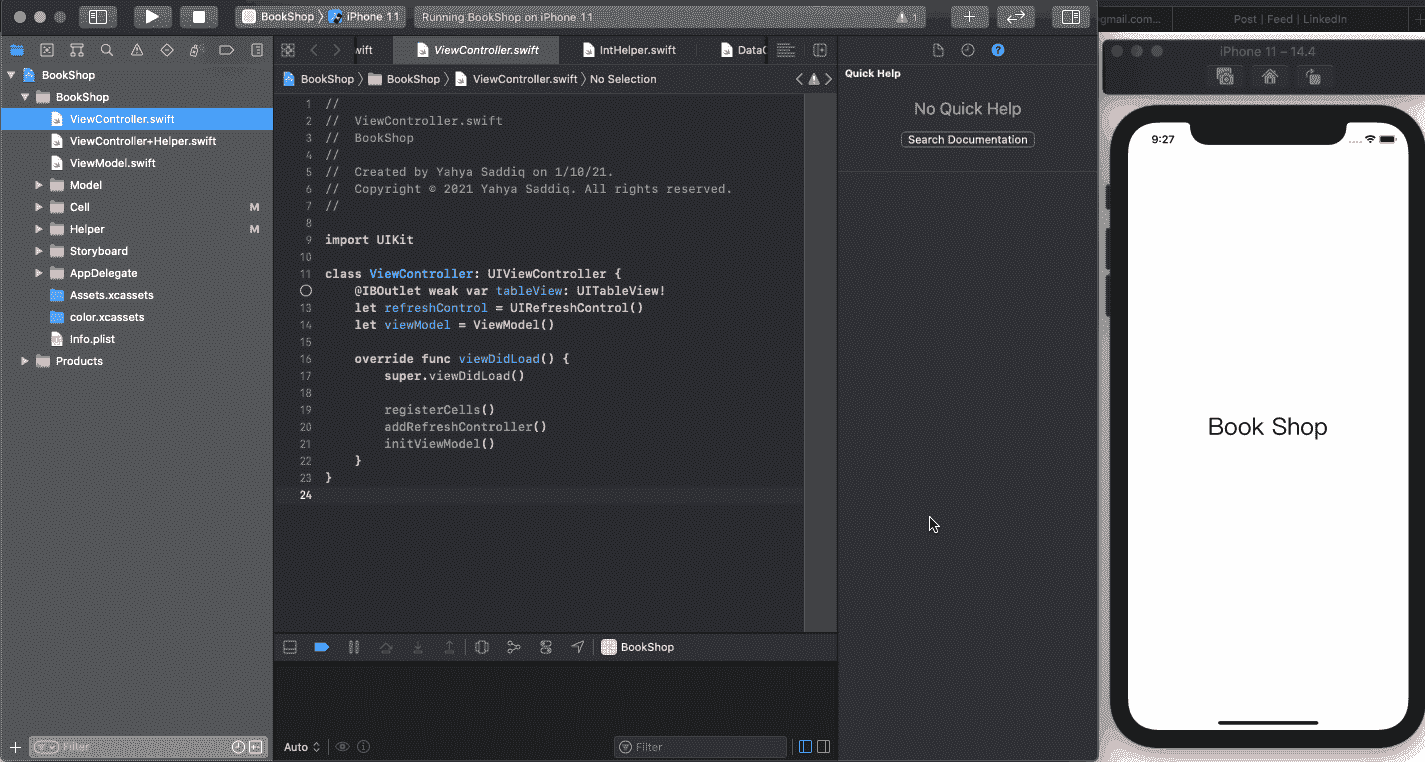 BookShop 〉 iPhone 11
Running BookShop on iPhone 11
1
@gmail.com...
Post | Feed | LinkedIn
wift
ViewController.swift
IntHelper.swift
DataC
BookShop 〉 BookShop 〉 ViewController.swift 〉 No Selection
BookShop
BookShop
ViewController.swift
ViewController+Helper.swift
ViewModel.swift
Model
Cell M
Helper M
Storyboard
AppDelegate
Assets.xcassets
color.xcassets
Info.plist
Products
Filter
1 //
2 //  ViewController.swift
3 //  BookShop
4 //
5 //  Created by Yahya Saddiq on 1/10/21.
6 //  Copyright © 2021 Yahya Saddiq. All rights reserved.
7 //
8
9 import UIKit
10
11 class ViewController: UIViewController {
@IBOutlet weak var tableView: UITableView!
13     let refreshControl = UIRefreshControl()
14     let viewModel = ViewModel()
15
16     override func viewDidLoad() {
17         super.viewDidLoad()
18
19         registerCells()
20         addRefreshController()
21         initViewModel()
22     }
23 }
24
BookShop
Auto
Filter
Quick Help
No Quick Help
Search Documentation
iPhone 11 – 14.4
9:27
Book Shop